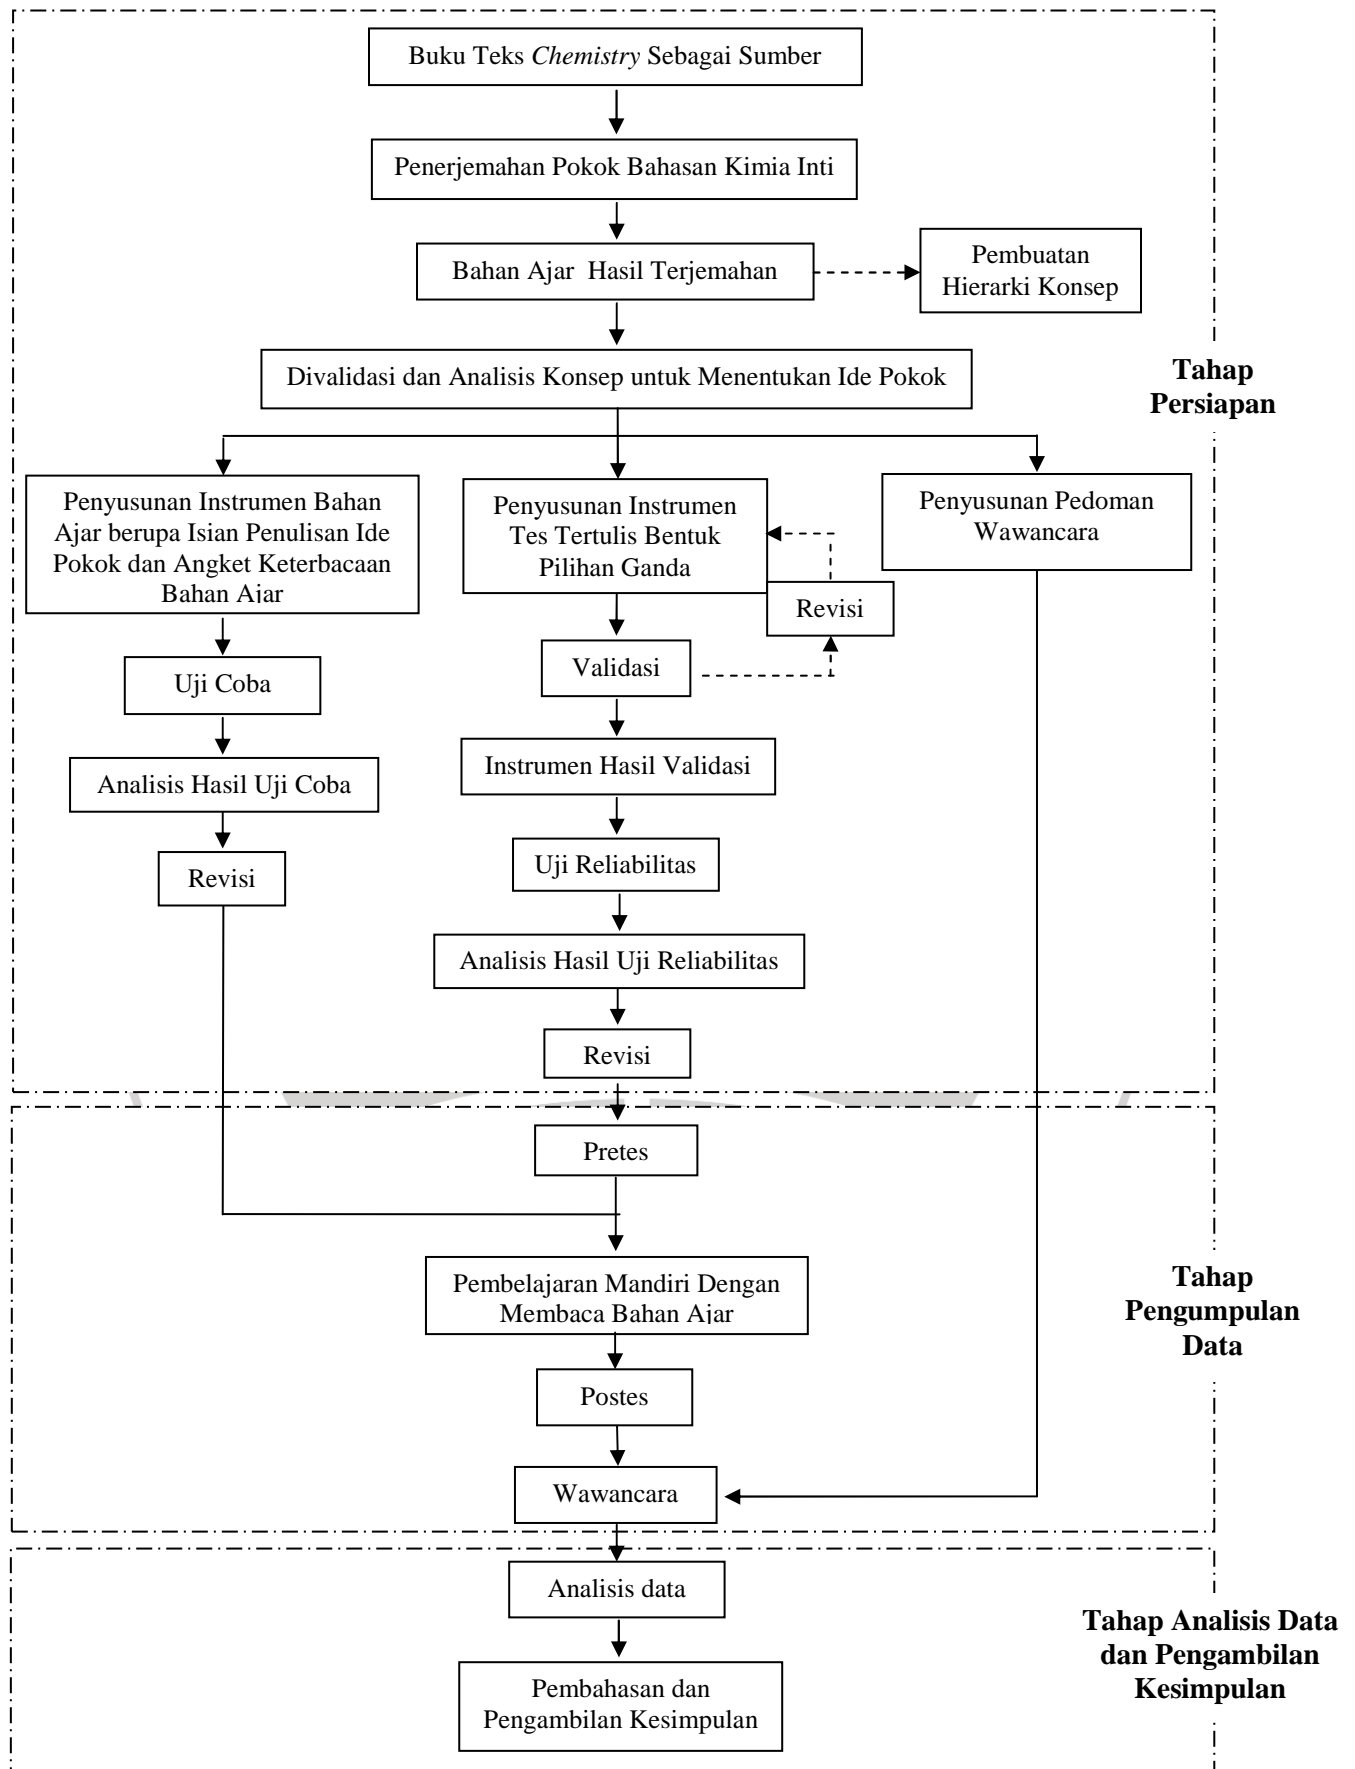 Buku Teks Chemistry Sebagai Sumber
Penerjemahan Pokok Bahasan Kimia Inti
Bahan Ajar  Hasil Terjemahan
Pembuatan
Hierarki Konsep
Divalidasi dan Analisis Konsep untuk Menentukan Ide Pokok
Tahap
Persiapan
Penyusunan Instrumen Bahan
Ajar berupa Isian Penulisan Ide
Pokok dan Angket Keterbacaan
Bahan Ajar
Penyusunan Instrumen
Tes Tertulis Bentuk
Pilihan Ganda
Penyusunan Pedoman
Wawancara
Revisi
Uji Coba
Validasi
Analisis Hasil Uji Coba
Instrumen Hasil Validasi
Revisi
Uji Reliabilitas
Analisis Hasil Uji Reliabilitas
Revisi
Pretes
Pembelajaran Mandiri Dengan
Membaca Bahan Ajar
Tahap
Pengumpulan
Data
Postes
Wawancara
Analisis data
Tahap Analisis Data
dan Pengambilan
Kesimpulan
Pembahasan dan
Pengambilan Kesimpulan